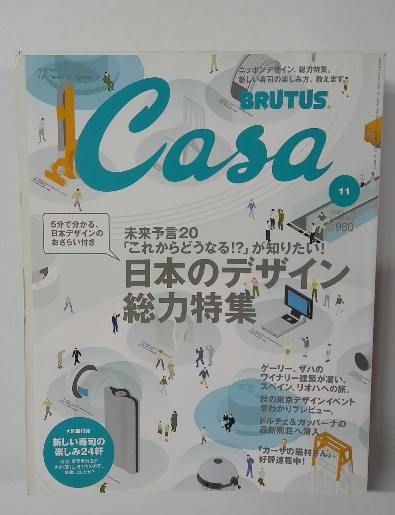 ニッポンデザイン、総力特集。
新しい寿司の楽しみ方、教えます。
BRUTUS
Casa
11
980
5分で分かる、
日本デザインの
おさらい付き
未来予言20
「これからどうなる!?」が知りたい!
日本のデザイン
総力特集
ゲーリー、ザハの
ワイナリー建築が凄い、
スペイン、リオハへの旅。
秋の東京デザインイベント
早わかりプレビュー。
ドルチェ&ガッバーナの
最新別荘へ潜入
『カーサの猫村さん』、
好評連載中!
新しい寿司の
楽しみ24軒